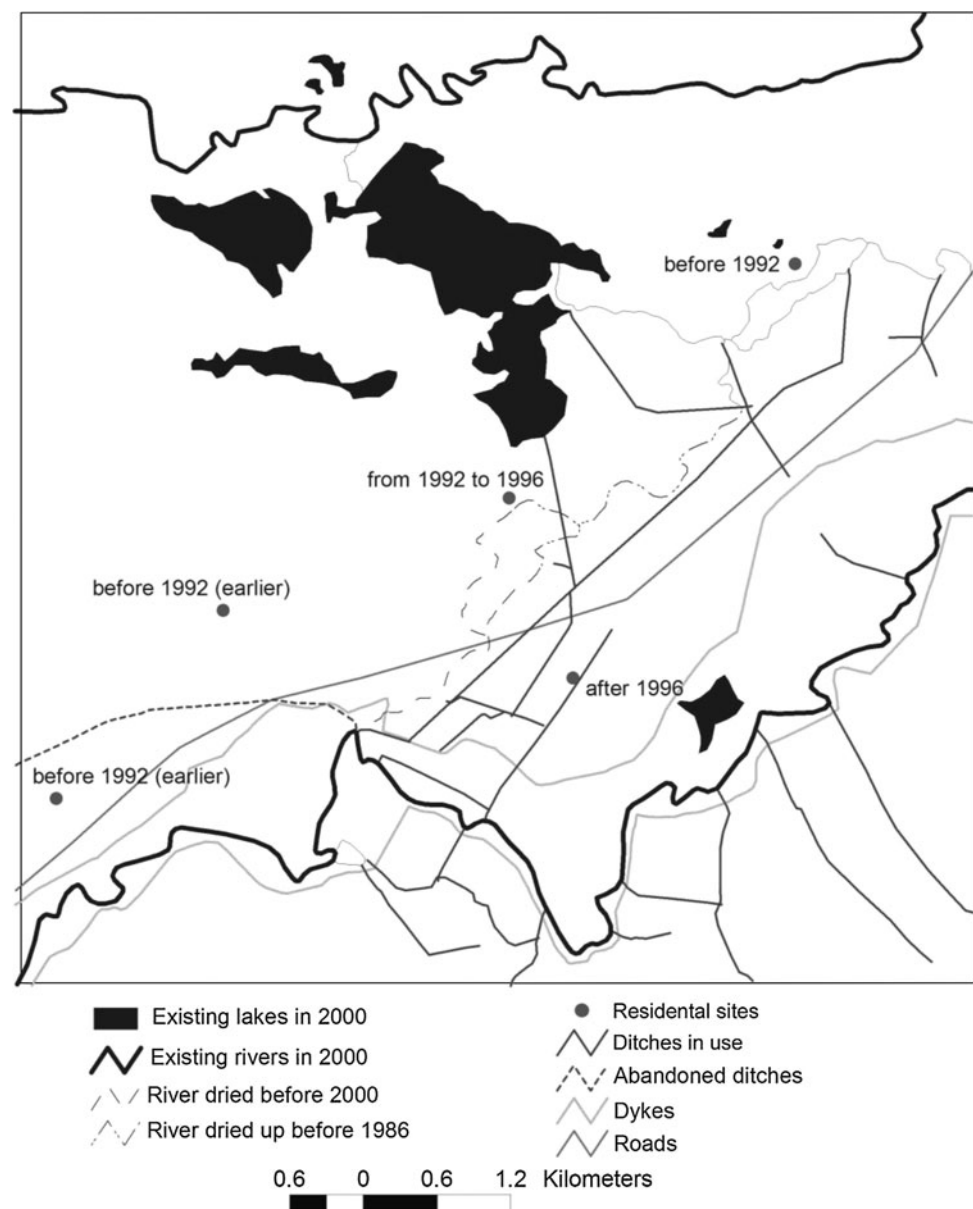 before 1992
from 1992 to 1996
before 1992 (earlier)
after 1996
before 1992 (earlier)
Existing lakes in 2000
Existing rivers in 2000
River dried before 2000
River dried up before 1986
Residental sites
Ditches in use
Abandoned ditches
Dykes
Roads
0.6 0 0.6 1.2 Kilometers